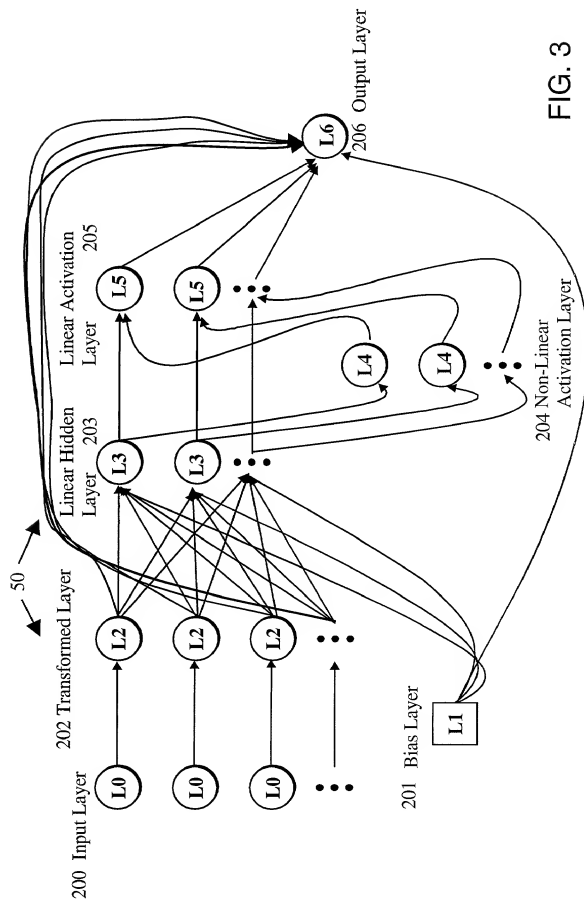 50
200 Input Layer
202 Transformed Layer
Linear Hidden
Layer 203
Linear Activation
Layer 205
L0
L2
L3
L5
L0
L2
L3
L5
L6
206 Output Layer
L0
L2
L4
L4
204 Non-Linear
Activation Layer
201 Bias Layer
L1
FIG. 3